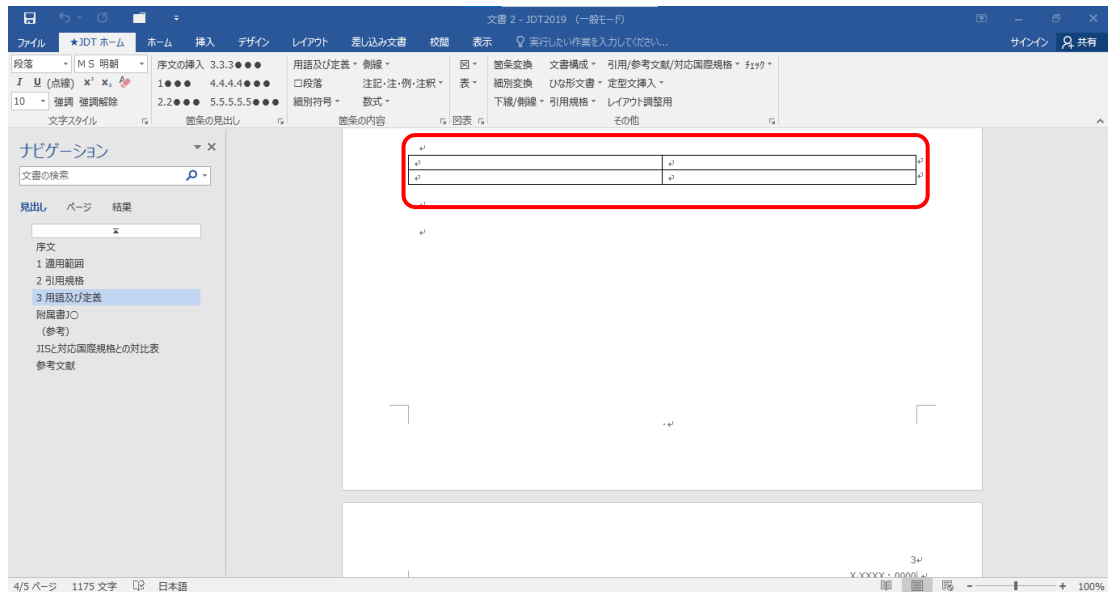 文書 2 - JDT2019 （一般モード）
ファイル ★JDT ホーム ホーム 挿入 デザイン レイアウト 差し込み文書 校閲 表示 実行したい作業を入力してください... サインイン 共有
段落 ＭＳ 明朝 序文の挿入 3.3.3●●● 用語及び定義 側線 図 箇条変換 文書構成 引用/参考文献/対応国際規格 ﾁｪｯｸ
I U (点線) x² x₂ 1●●● 4.4.4.4●●● 口段落 注記・注・例・注釈 表 細別変換 ひな形文書 定型文挿入
10 強調 強調解除 2.2●●● 5.5.5.5.5●●● 細別符号 数式 下線/側線 引用規格 レイアウト調整用
文字スタイル 箇条の見出し 箇条の内容 図表 その他
ナビゲーション
文書の検索
見出し ページ 結果
序文
1 適用範囲
2 引用規格
3 用語及び定義
附属書J〇
（参考）
JISと対応国際規格との対比表
参考文献
3
X XXXX：0000
4/5 ページ 1175 文字 日本語 100%